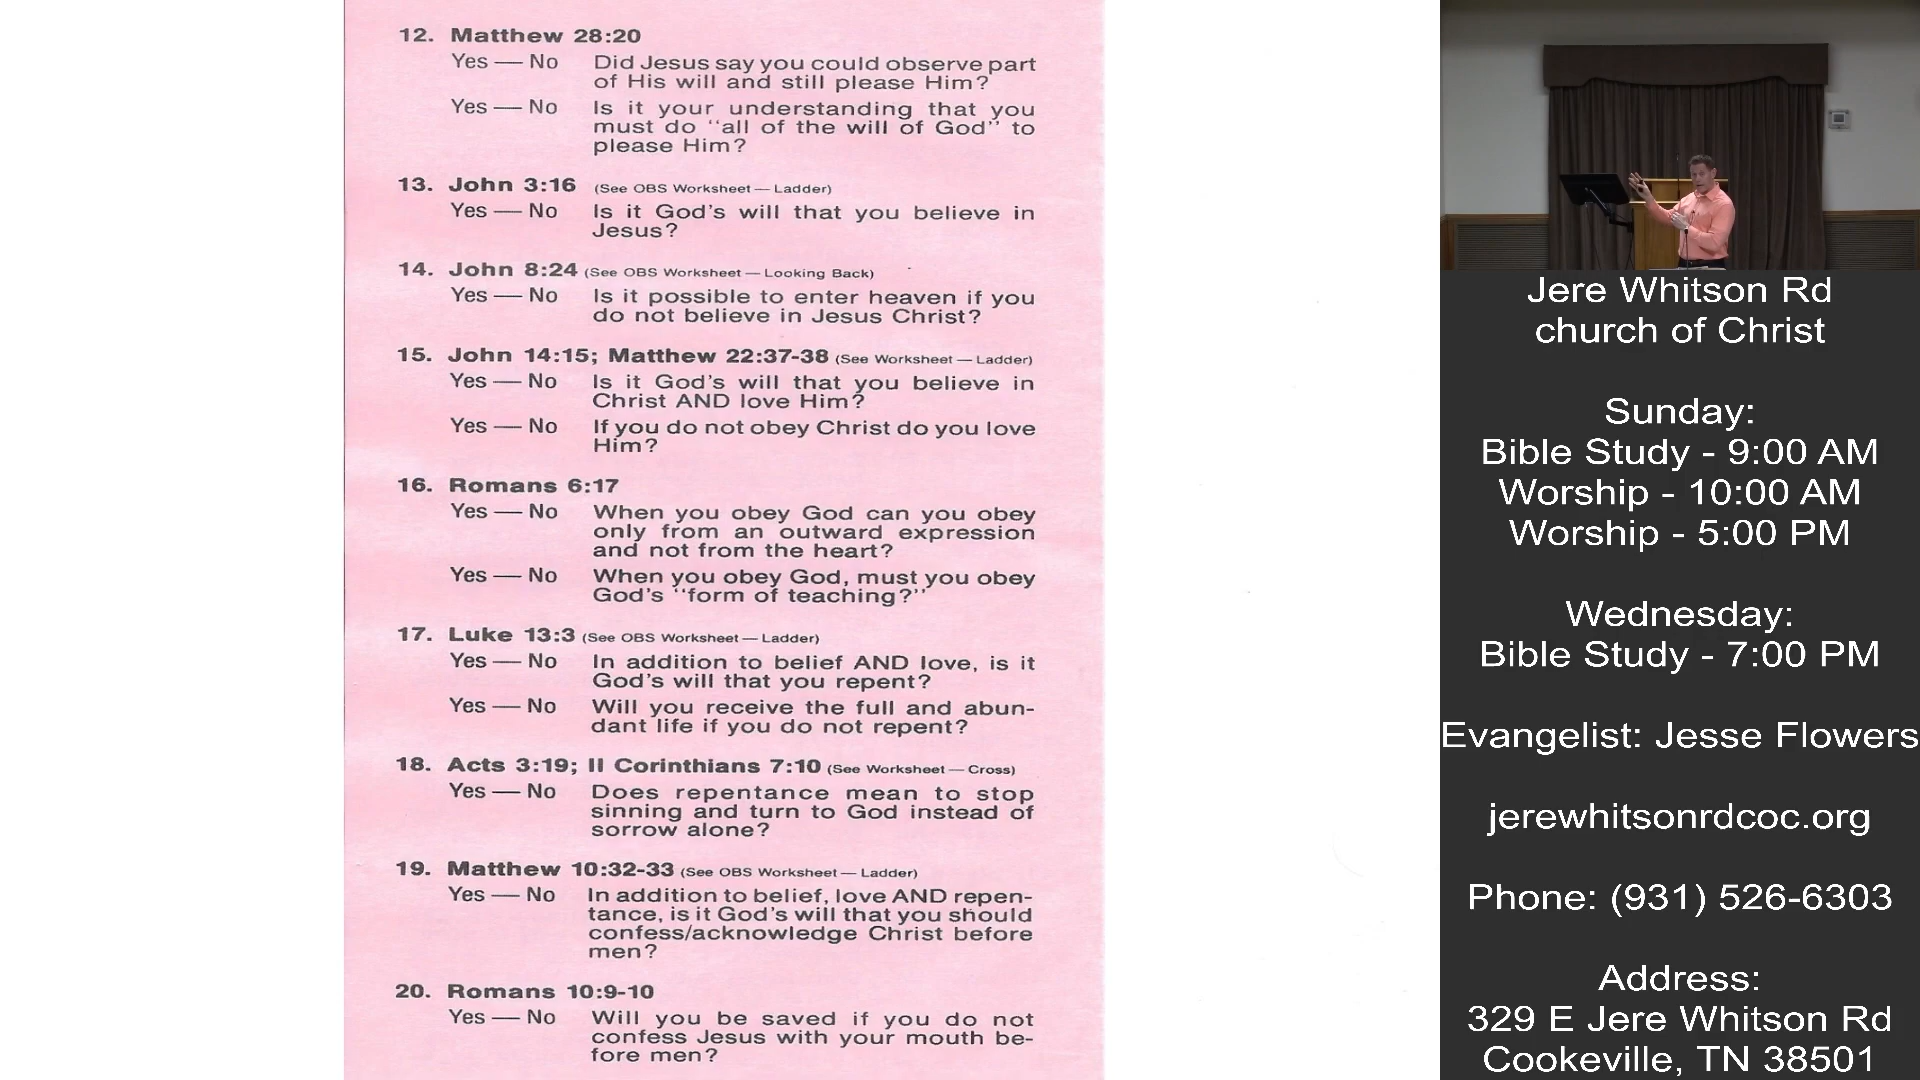 12. Matthew 28:20
Yes — No Did Jesus say you could observe part
of His will and still please Him?
Yes — No Is it your understanding that you
must do "all of the will of God" to
please Him?
13. John 3:16 (See OBS Worksheet — Ladder)
Yes — No Is it God's will that you believe in
Jesus?
14. John 8:24 (See OBS Worksheet — Looking Back)
Yes — No Is it possible to enter heaven if you
do not believe in Jesus Christ?
15. John 14:15; Matthew 22:37-38 (See Worksheet — Ladder)
Yes — No Is it God's will that you believe in
Christ AND love Him?
Yes — No If you do not obey Christ do you love
Him?
16. Romans 6:17
Yes — No When you obey God can you obey
only from an outward expression
and not from the heart?
Yes — No When you obey God, must you obey
God's "form of teaching?"
17. Luke 13:3 (See OBS Worksheet — Ladder)
Yes — No In addition to belief AND love, is it
God's will that you repent?
Yes — No Will you receive the full and abun-
dant life if you do not repent?
18. Acts 3:19; II Corinthians 7:10 (See Worksheet — Cross)
Yes — No Does repentance mean to stop
sinning and turn to God instead of
sorrow alone?
19. Matthew 10:32-33 (See OBS Worksheet — Ladder)
Yes — No In addition to belief, love AND repen-
tance, is it God's will that you should
confess/acknowledge Christ before
men?
20. Romans 10:9-10
Yes — No Will you be saved if you do not
confess Jesus with your mouth be-
fore men?
Jere Whitson Rd
church of Christ
Sunday:
Bible Study - 9:00 AM
Worship - 10:00 AM
Worship - 5:00 PM
Wednesday:
Bible Study - 7:00 PM
Evangelist: Jesse Flowers
jerewhitsonrdcoc.org
Phone: (931) 526-6303
Address:
329 E Jere Whitson Rd
Cookeville, TN 38501